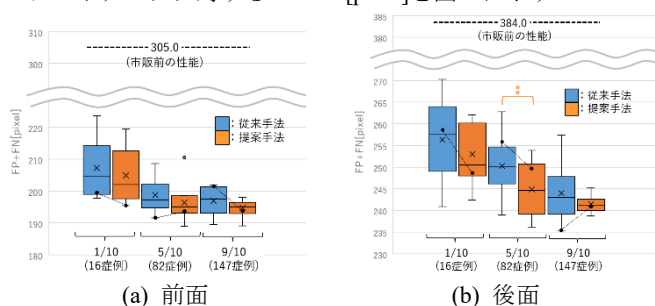 310
300
305.0
(市販前の性能)
FP+FN[pixel]
220
210
200
190
180
：従来手法
：提案手法
1/10
(16症例)
5/10
(82症例)
9/10
(147症例)
(a) 前面
385
380
384.0
(市販前の性能)
FP+FN[pixel]
270
265
260
255
250
245
240
235
230
：従来手法
：提案手法
1/10
(16症例)
5/10
(82症例)
9/10
(147症例)
(b) 後面